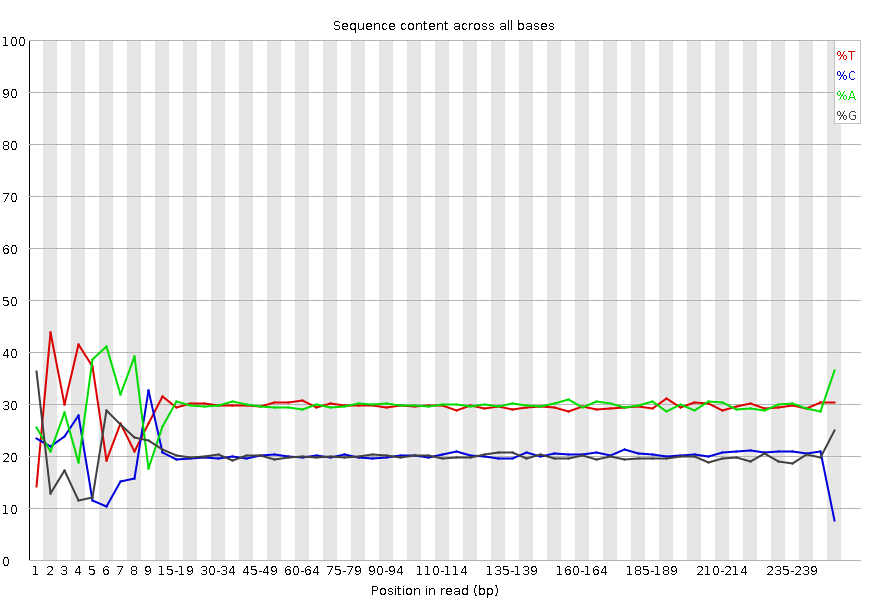 Sequence content across all bases
100
90
80
70
60
50
40
30
20
10
0
%T
%C
%A
%G
1 2 3 4 5 6 7 8 9 15-19 30-34 45-49 60-64 75-79 90-94 110-114 135-139 160-164 185-189 210-214 235-239
Position in read (bp)